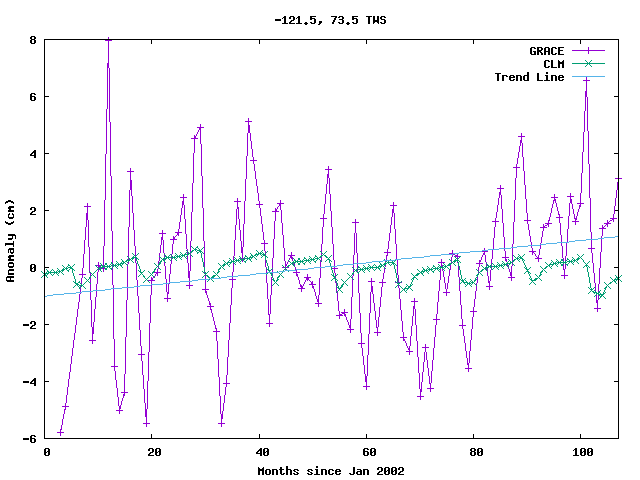 -121.5, 73.5 TWS
GRACE
CLM
Trend Line
Anomaly (cm)
8
6
4
2
0
-2
-4
-6
0 20 40 60 80 100
Months since Jan 2002